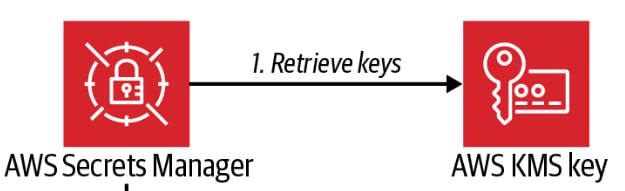 1. Retrieve keys
AWS Secrets Manager
AWS KMS key